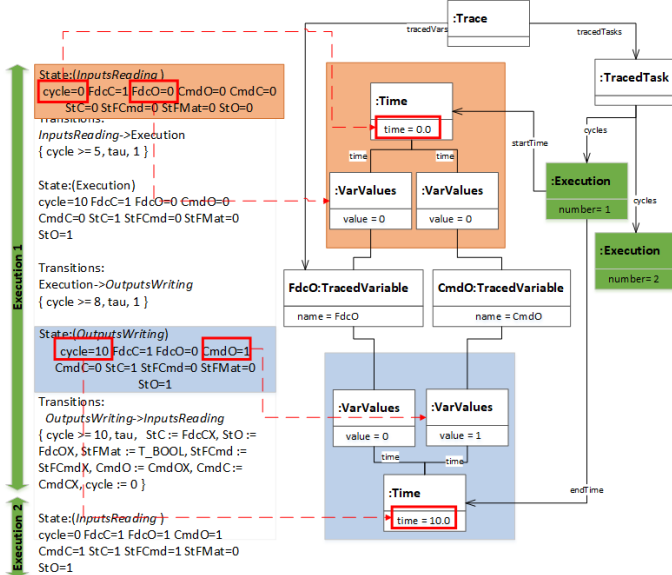 Execution 1
Execution 2
State:(InputsReading )
cycle=0 FdcC=1 FdcO=0 CmdO=0 CmdC=0
StC=0 StFCmd=0 StFMat=0 StO=0
Transitions:
InputsReading->Execution
{ cycle >= 5, tau, 1 }
State:(Execution)
cycle=10 FdcC=1 FdcO=0 CmdO=0
CmdC=0 StC=1 StFCmd=0 StFMat=0
StO=1
Transitions:
Execution->OutputsWriting
{ cycle >= 8, tau, 1 }
State:(OutputsWriting)
cycle=10 FdcC=1 FdcO=0 CmdO=1
CmdC=0 StC=1 StFCmd=0 StFMat=0
StO=1
Transitions:
OutputsWriting->InputsReading
{ cycle >= 10, tau, StC := FdcCX, StO :=
FdcOX, StFMat := T_BOOL, StFCmd :=
StFCmdX, CmdO := CmdOX, CmdC :=
CmdCX, cycle := 0 }
State:(InputsReading )
cycle=0 FdcC=1 FdcO=1 CmdO=1
CmdC=1 StC=1 StFCmd=1 StFMat=0
StO=1
:Trace
tracedVars
tracedTasks
:TracedTask
:Time
time = 0.0
startTime
cycles
time
time
:VarValues
value = 0
:VarValues
value = 0
:Execution
number= 1
cycles
:Execution
number= 2
FdcO:TracedVariable
name = FdcO
CmdO:TracedVariable
name = CmdO
:VarValues
value = 0
:VarValues
value = 1
time
time
:Time
time = 10.0
endTime